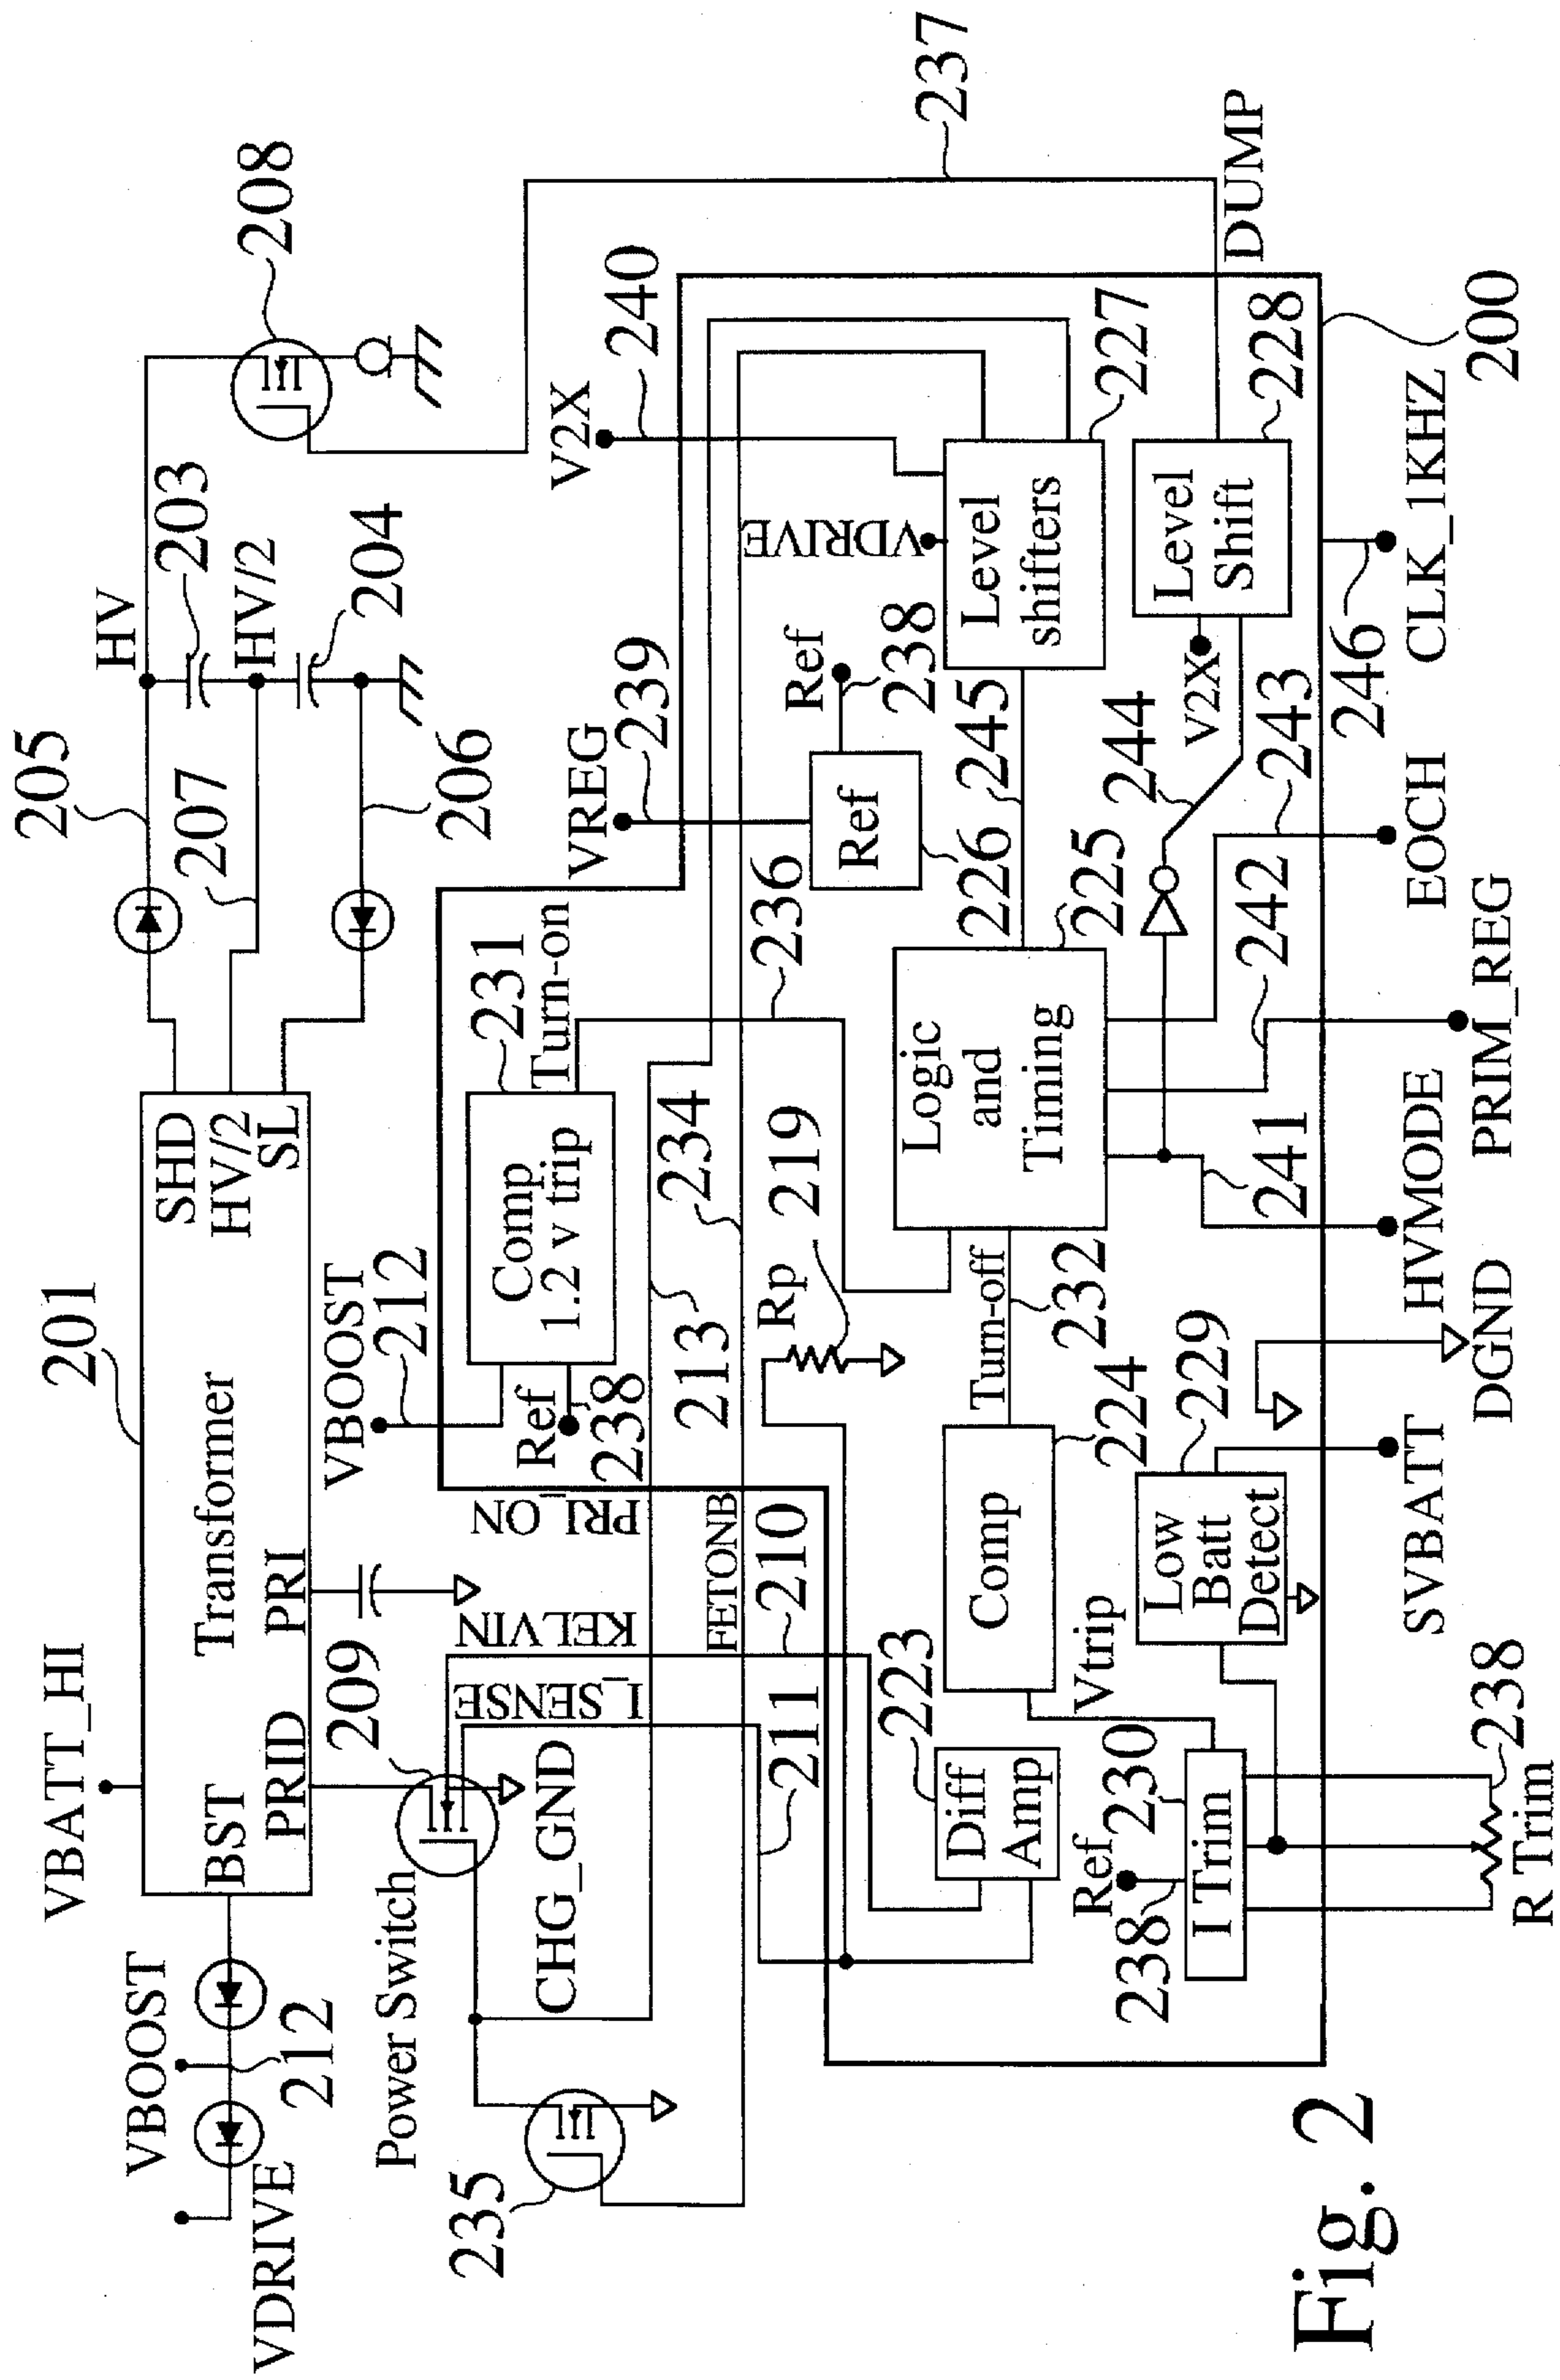 VBATT_HI
201
205
HV
203
207
HV/2
204
206
208
VBOOST
212
VDRIVE
BST
Transformer
PRID
PRI
SHD
HV/2
SL
209
Power Switch
CHG_GND
I_SENSE
KELVIN
PRI_ON
FETONB
235
VBOOST
212
Ref
238
Comp
1.2 v trip
231
Turn-on
213
234
236
VREG
239
V2X
240
237
Ref
238
VDRIVE
Ref
226
Rp
219
210
211
223
Diff
Amp
Comp
224
Turn-off
232
Logic
and
Timing
225
245
Level
shifters
227
Ref
238
230
I Trim
Vtrip
Low
Batt
Detect
229
244
V2X
Level
Shift
228
DUMP
241
242
243
246
200
238
R Trim
SVBATT
DGND
HVMODE
PRIM_REG
EOCH
CLK_1KHZ
Fig. 2